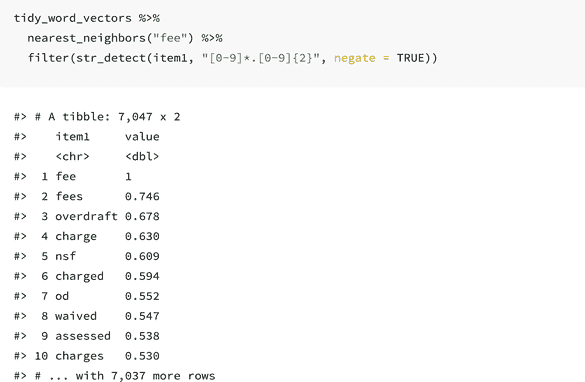 tidy_word_vectors %>%
  nearest_neighbors("fee") %>%
  filter(str_detect(item1, "[0-9]*.[0-9]{2}", negate = TRUE))
#> # A tibble: 7,047 x 2
#>    item1     value
#>    <chr>     <dbl>
#>  1 fee       1
#>  2 fees      0.746
#>  3 overdraft 0.678
#>  4 charge    0.630
#>  5 nsf       0.609
#>  6 charged   0.594
#>  7 od        0.552
#>  8 waived    0.547
#>  9 assessed  0.538
#> 10 charges   0.530
#> # ... with 7,037 more rows